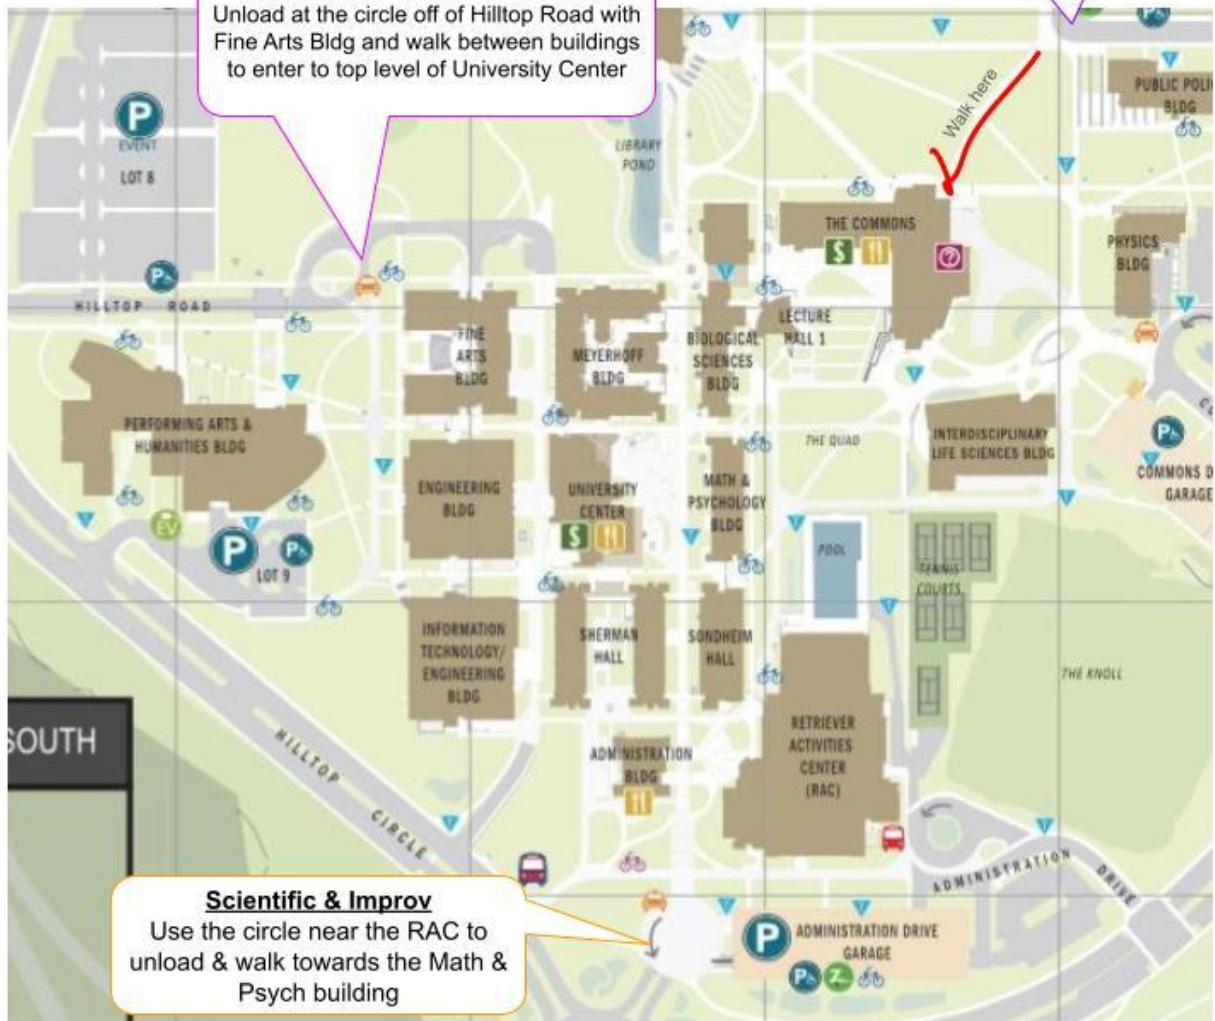 Unload at the circle off of Hilltop Road with
Fine Arts Bldg and walk between buildings
to enter to top level of University Center
Walk here
PUBLIC POLI
BLDG
P
EVENT
LOT 8
LIBRARY
POND
THE COMMONS
$
?
PHYSICS
BLDG
P
HILLTOP ROAD
FINE
ARTS
BLDG
MEYERHOFF
BLDG
BIOLOGICAL
SCIENCES
BLDG
LECTURE
HALL 1
PERFORMING ARTS &
HUMANITIES BLDG
THE QUAD
INTERDISCIPLINARY
LIFE SCIENCES BLDG
P
COMMONS D
GARAGE
ENGINEERING
BLDG
UNIVERSITY
CENTER
$
MATH &
PSYCHOLOGY
BLDG
EV
P
P
LOT 9
POOL
TENNIS
COURTS
INFORMATION
TECHNOLOGY/
ENGINEERING
BLDG
SHERMAN
HALL
SONDHEIM
HALL
THE KNOLL
SOUTH
RETRIEVER
ACTIVITIES
CENTER
(RAC)
ADMINISTRATION
BLDG
HILLTOP CIRCLE
ADMINISTRATION DRIVE
Scientific & Improv
Use the circle near the RAC to
unload & walk towards the Math &
Psych building
P
ADMINISTRATION DRIVE
GARAGE
P
Z